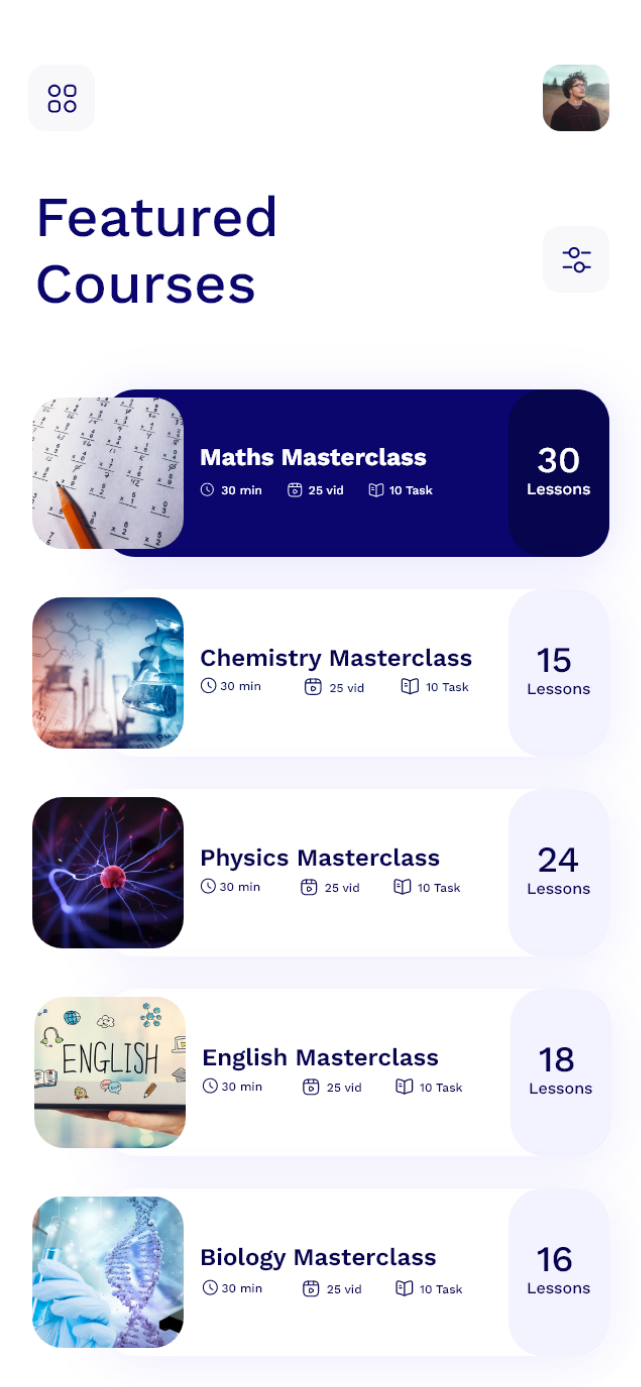 Featured
Courses
Maths Masterclass
30 min 25 vid 10 Task
30
Lessons
Chemistry Masterclass
30 min 25 vid 10 Task
15
Lessons
Physics Masterclass
30 min 25 vid 10 Task
24
Lessons
ENGLISH
English Masterclass
30 min 25 vid 10 Task
18
Lessons
Biology Masterclass
30 min 25 vid 10 Task
16
Lessons